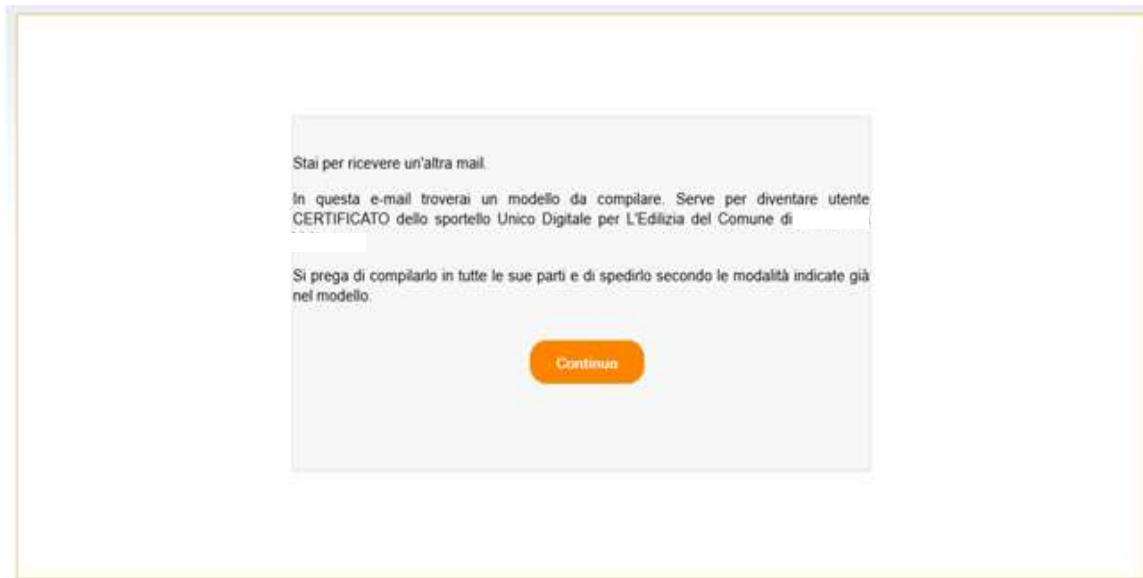 Stai per ricevere un'altra mail.
In questa e-mail troverai un modello da compilare. Serve per diventare utente
CERTIFICATO dello sportello Unico Digitale per L'Edilizia del Comune di
Si prega di compilarlo in tutte le sue parti e di spedirlo secondo le modalità indicate già
nel modello.
Continua